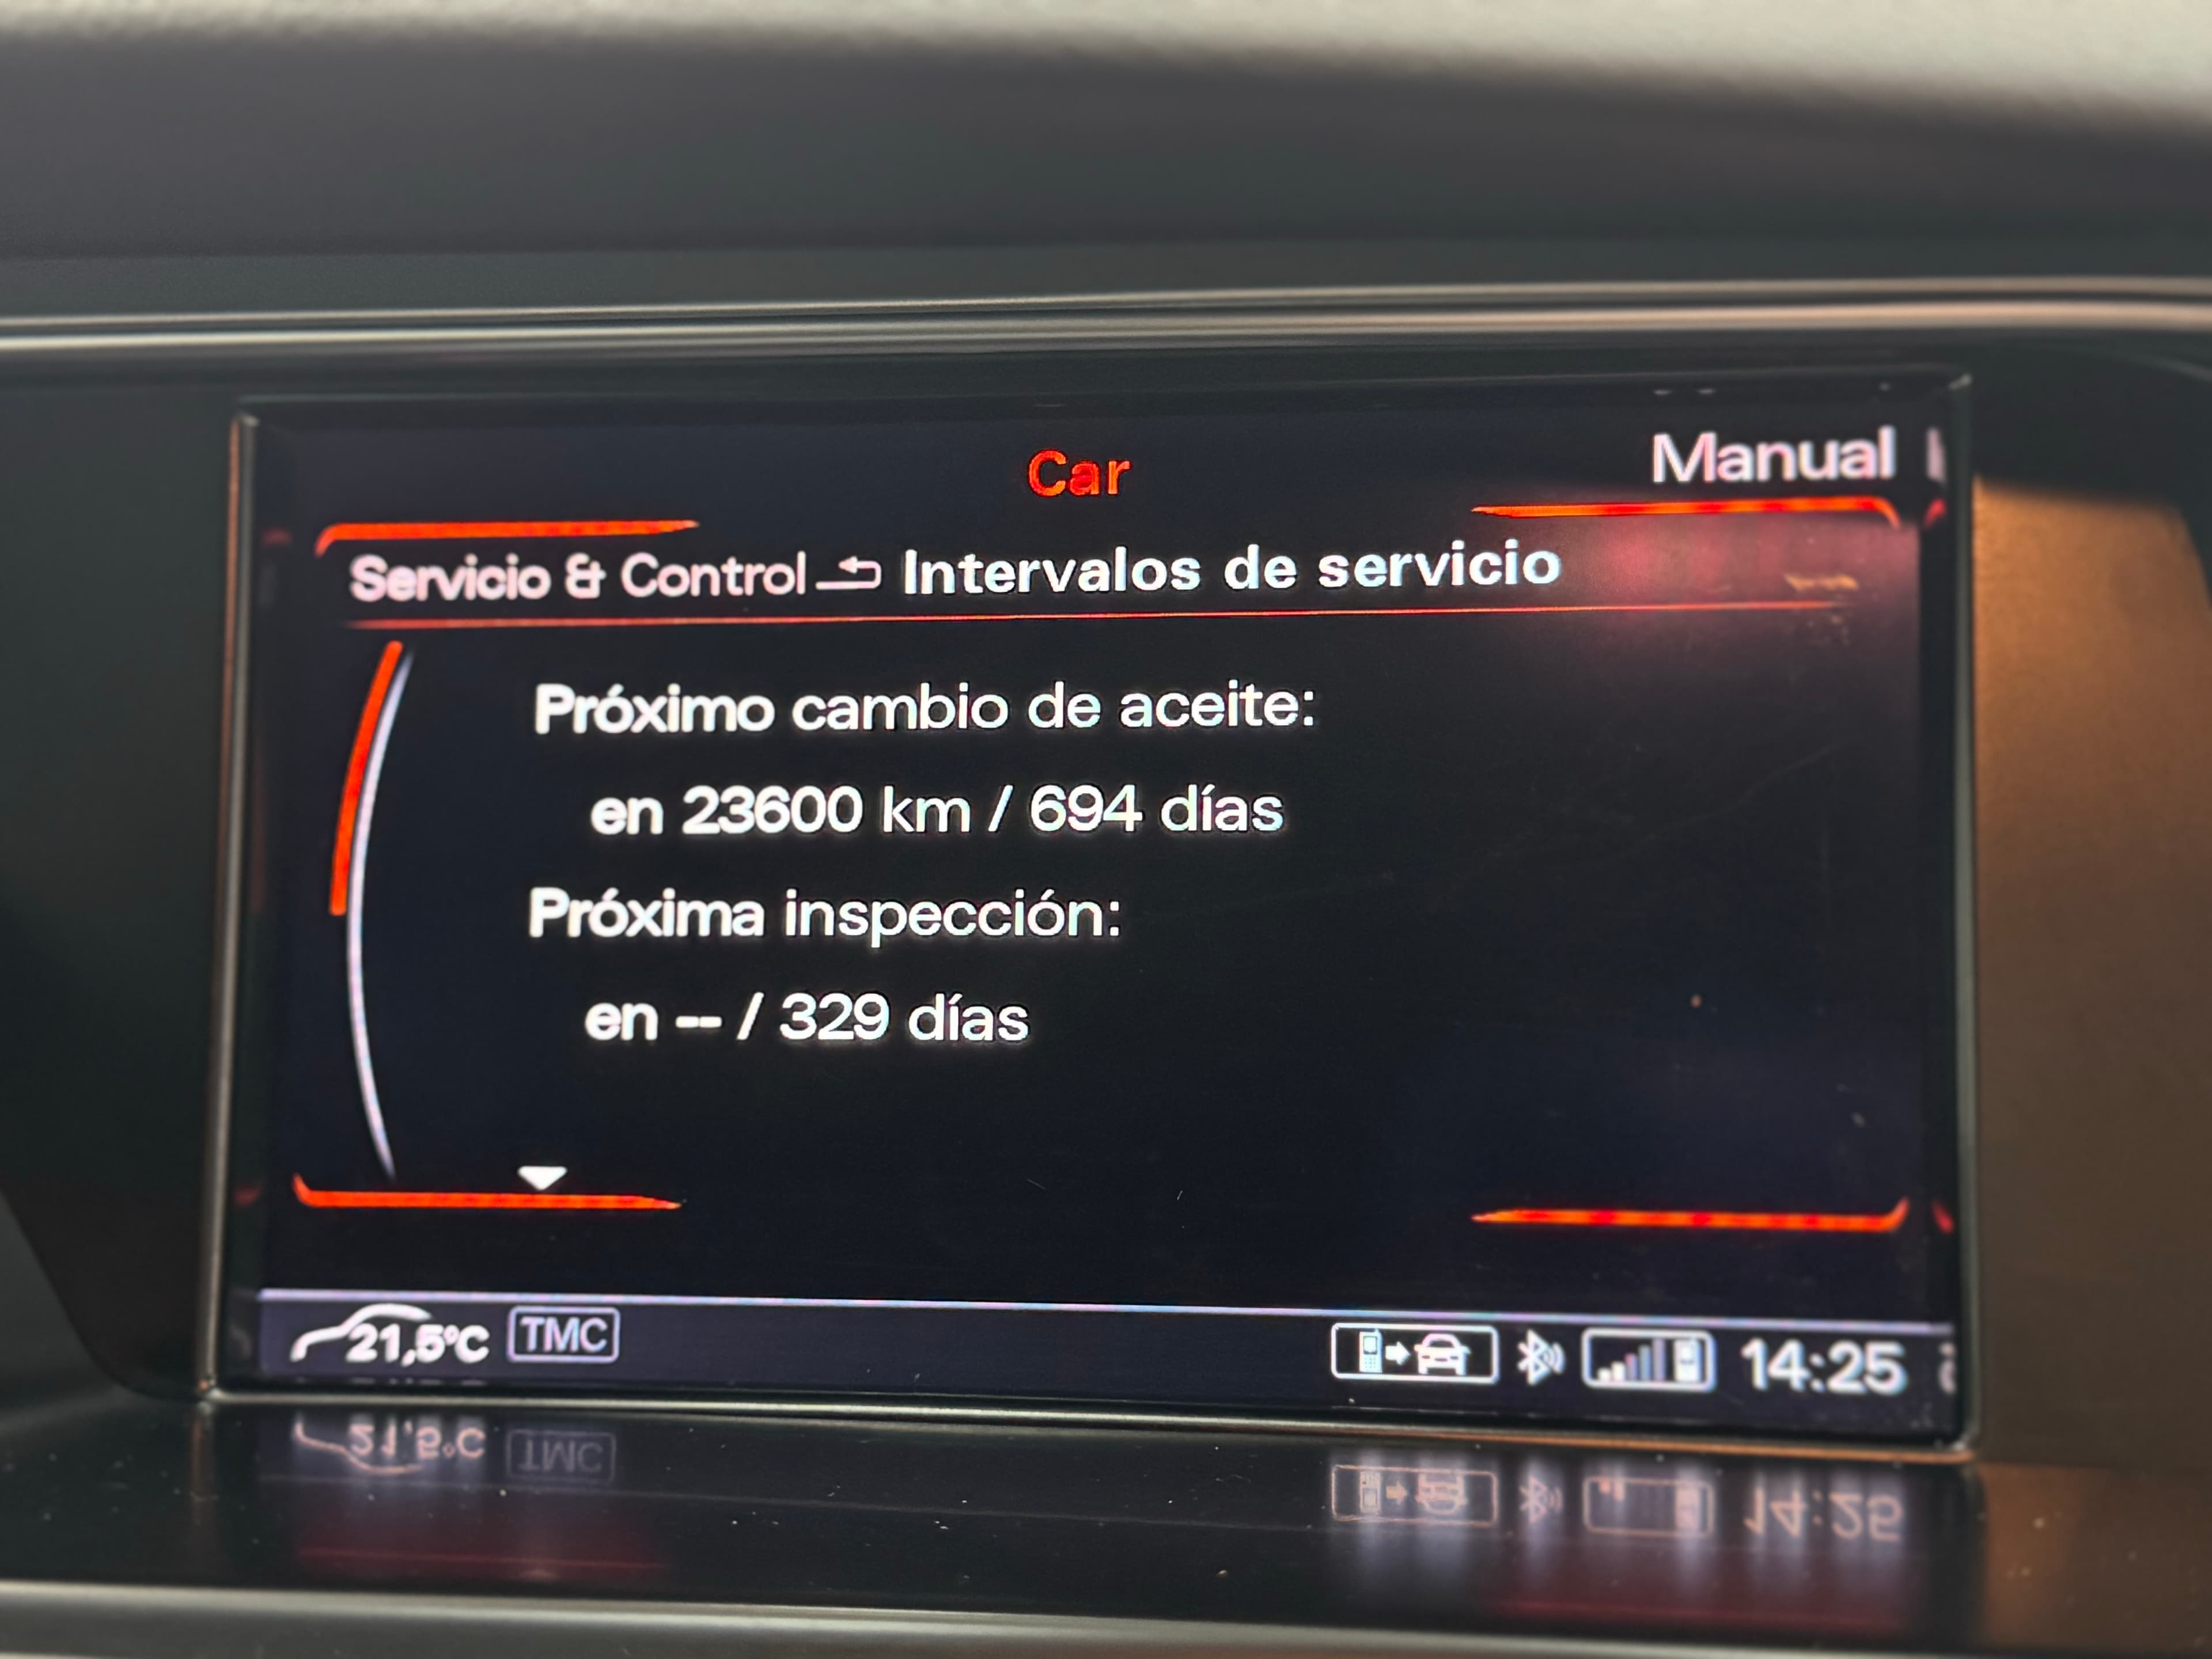 Car
Manual
Servicio & Control Intervalos de servicio
Próximo cambio de aceite:
en 23600 km / 694 días
Próxima inspección:
en -- / 329 días
21,5°C TMC 14:25